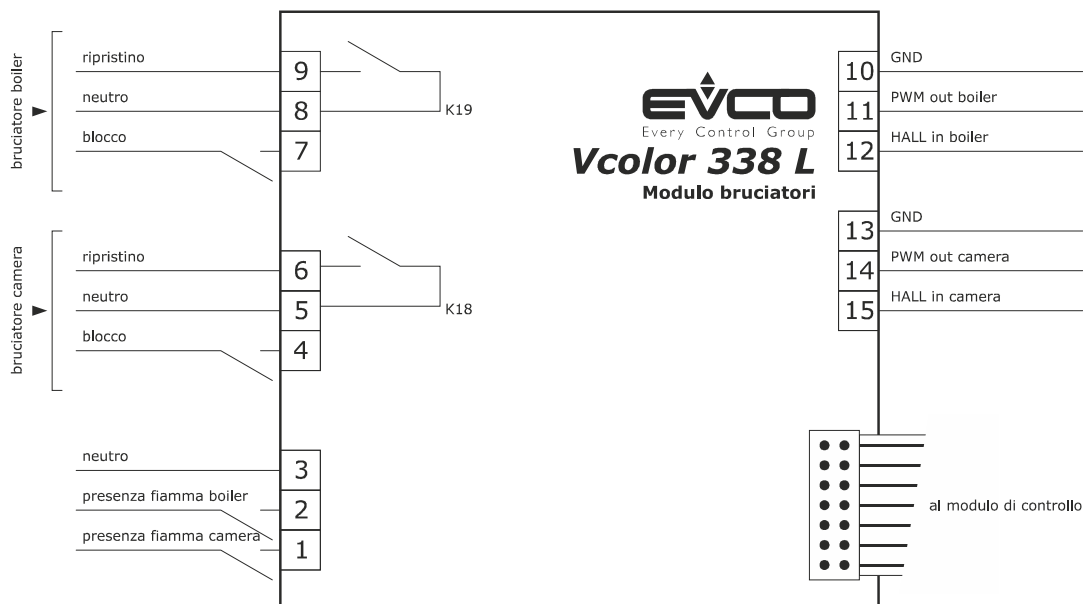 bruciatore boiler
ripristino
9
neutro
8
K19
blocco
7
bruciatore camera
ripristino
6
neutro
5
K18
blocco
4
neutro
3
presenza fiamma boiler
2
presenza fiamma camera
1
EVCO
Every Control Group
Vcolor 338 L
Modulo bruciatori
10
GND
11
PWM out boiler
12
HALL in boiler
13
GND
14
PWM out camera
15
HALL in camera
al modulo di controllo